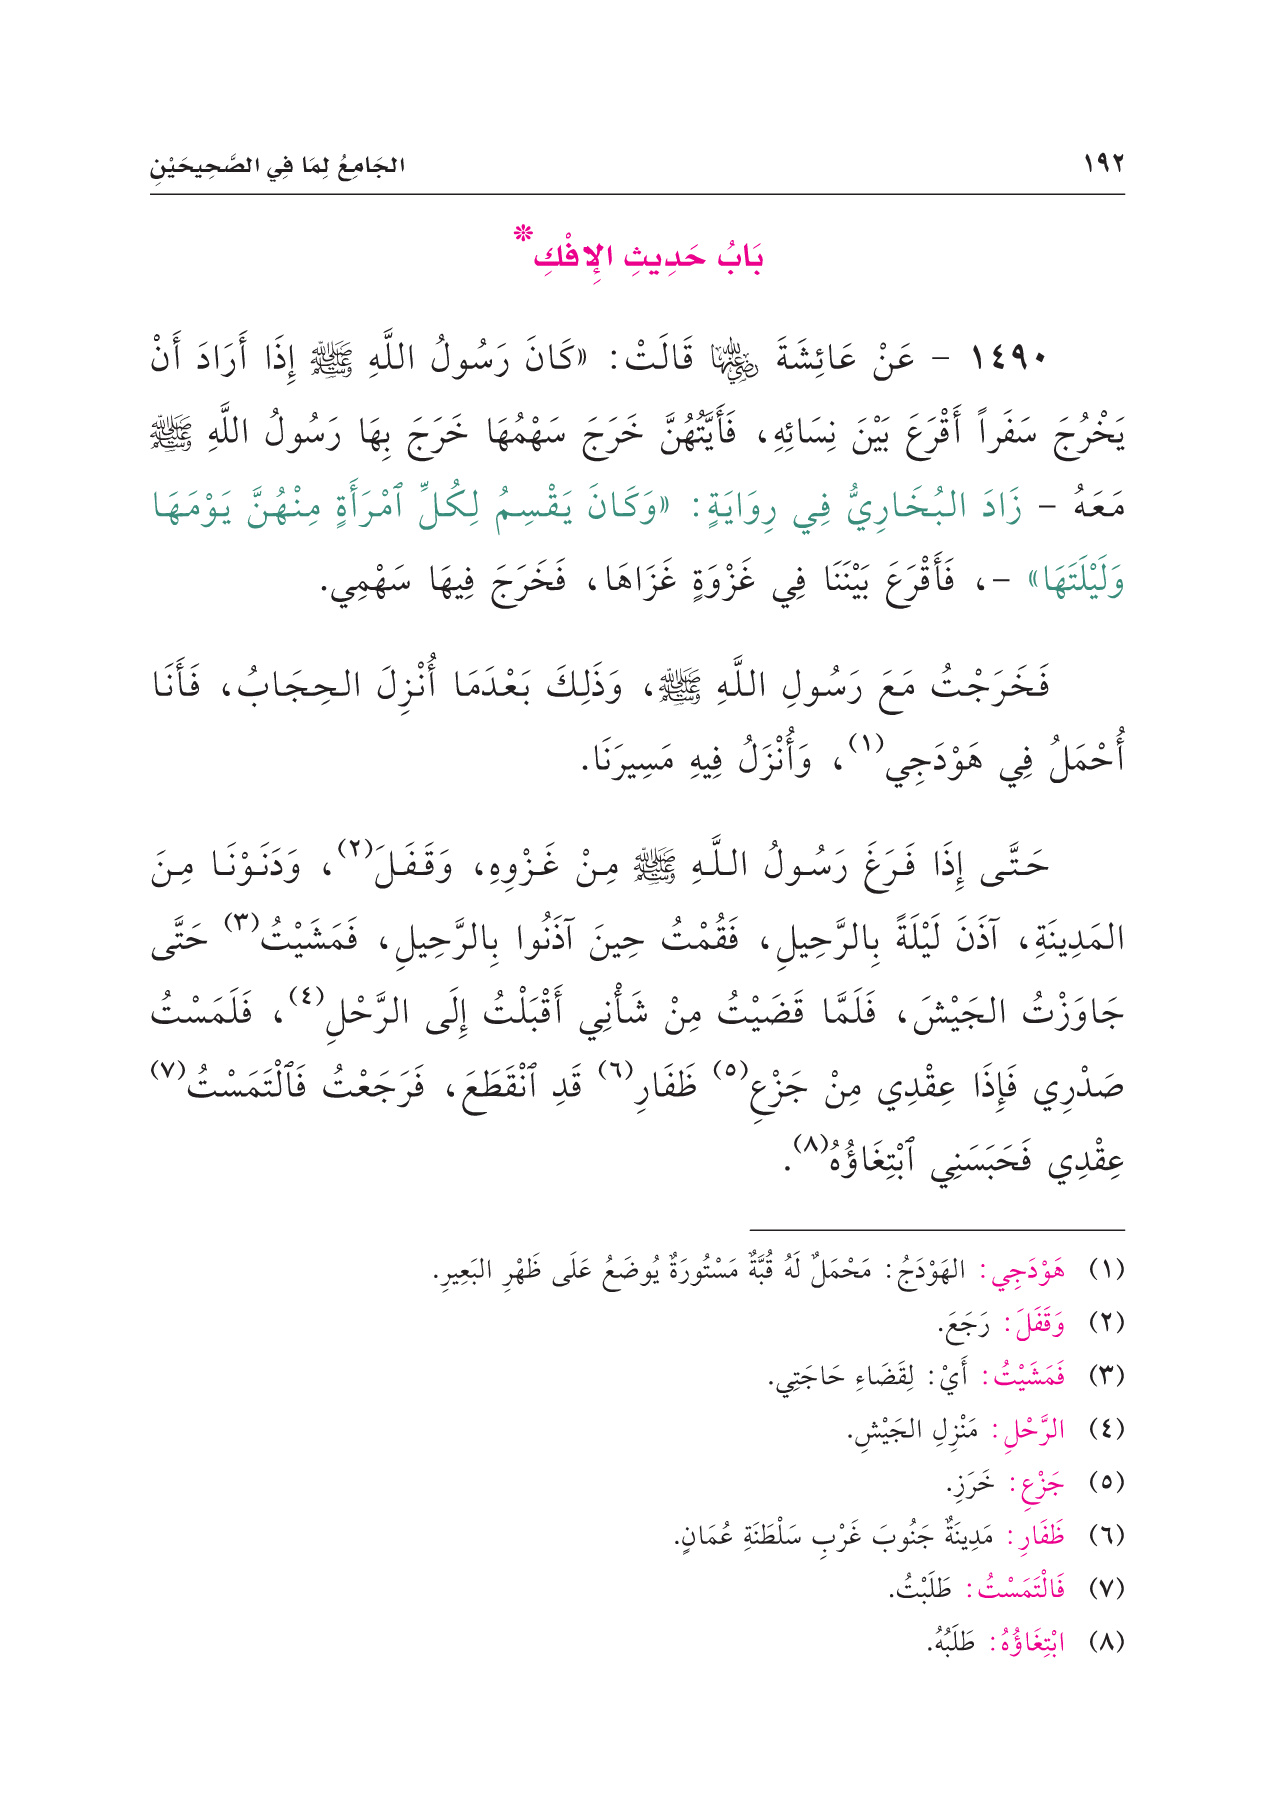 ١٩٢ الجَامِعُ لِمَا فِي الصَّحِيحَيْنِ
بَابُ حَدِيثِ الإِفْكِ*
١٤٩٠ - عَنْ عَائِشَةَ رضي الله عنها قَالَتْ: «كَانَ رَسُولُ اللَّهِ ﷺ إِذَا أَرَادَ أَنْ
يَخْرُجَ سَفَراً أَقْرَعَ بَيْنَ نِسَائِهِ، فَأَيَّتُهُنَّ خَرَجَ سَهْمُهَا خَرَجَ بِهَا رَسُولُ اللَّهِ ﷺ
مَعَهُ - زَادَ البُخَارِيُّ فِي رِوَايَةٍ: «وَكَانَ يَقْسِمُ لِكُلِّ ٱمْرَأَةٍ مِنْهُنَّ يَوْمَهَا
وَلَيْلَتَهَا» -، فَأَقْرَعَ بَيْنَنَا فِي غَزْوَةٍ غَزَاهَا، فَخَرَجَ فِيهَا سَهْمِي.
فَخَرَجْتُ مَعَ رَسُولِ اللَّهِ ﷺ، وَذَلِكَ بَعْدَمَا أُنْزِلَ الحِجَابُ، فَأَنَا
أُحْمَلُ فِي هَوْدَجِي(١)، وَأُنْزَلُ فِيهِ مَسِيرَنَا.
حَتَّى إِذَا فَرَغَ رَسُولُ اللَّهِ ﷺ مِنْ غَزْوِهِ، وَقَفَلَ(٢)، وَدَنَوْنَا مِنَ
المَدِينَةِ، آذَنَ لَيْلَةً بِالرَّحِيلِ، فَقُمْتُ حِينَ آذَنُوا بِالرَّحِيلِ، فَمَشَيْتُ(٣) حَتَّى
جَاوَزْتُ الجَيْشَ، فَلَمَّا قَضَيْتُ مِنْ شَأْنِي أَقْبَلْتُ إِلَى الرَّحْلِ(٤)، فَلَمَسْتُ
صَدْرِي فَإِذَا عِقْدِي مِنْ جَزْعِ(٥) ظَفَارِ(٦) قَدِ ٱنْقَطَعَ، فَرَجَعْتُ فَٱلْتَمَسْتُ(٧)
عِقْدِي فَحَبَسَنِي ٱبْتِغَاؤُهُ(٨).
(١) هَوْدَجِي: الهَوْدَجُ: مَحْمَلٌ لَهُ قُبَّةٌ مَسْتُورَةٌ يُوضَعُ عَلَى ظَهْرِ البَعِيرِ.
(٢) وَقَفَلَ: رَجَعَ.
(٣) فَمَشَيْتُ: أَيْ: لِقَضَاءِ حَاجَتِي.
(٤) الرَّحْلِ: مَنْزِلِ الجَيْشِ.
(٥) جَزْعِ: خَرَزِ.
(٦) ظَفَارِ: مَدِينَةٌ جَنُوبَ غَرْبِ سَلْطَنَةِ عُمَانٍ.
(٧) فَالْتَمَسْتُ: طَلَبْتُ.
(٨) ابْتِغَاؤُهُ: طَلَبُهُ.